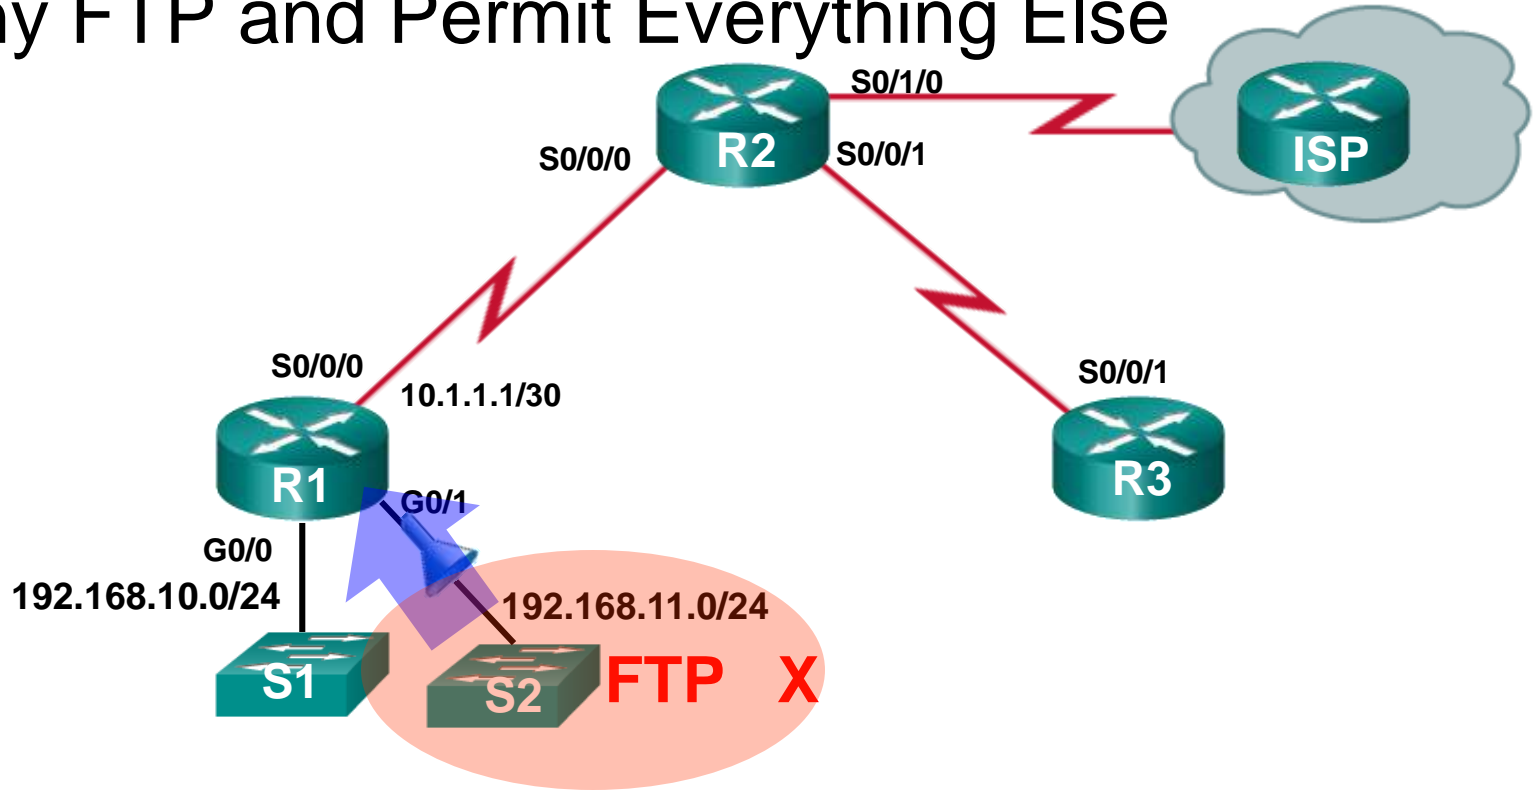 ny FTP and Permit Everything Else
S0/1/0
R2
ISP
S0/0/0
S0/0/1
S0/0/0
10.1.1.1/30
S0/0/1
R1
R3
G0/1
G0/0
192.168.10.0/24
192.168.11.0/24
S1
S2
FTP X